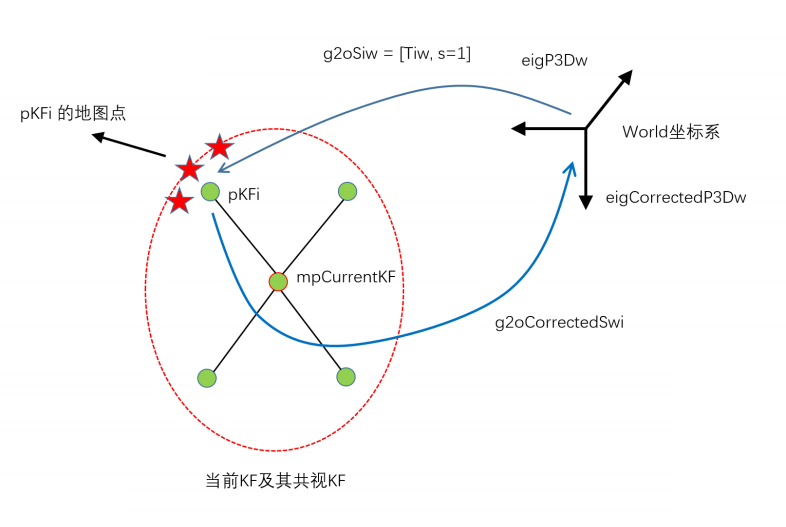 g2oSiw = [Tiw, s=1]
eigP3Dw
pKFi 的地图点
World坐标系
pKFi
eigCorrectedP3Dw
mpCurrentKF
g2oCorrectedSwi
当前KF及其共视KF